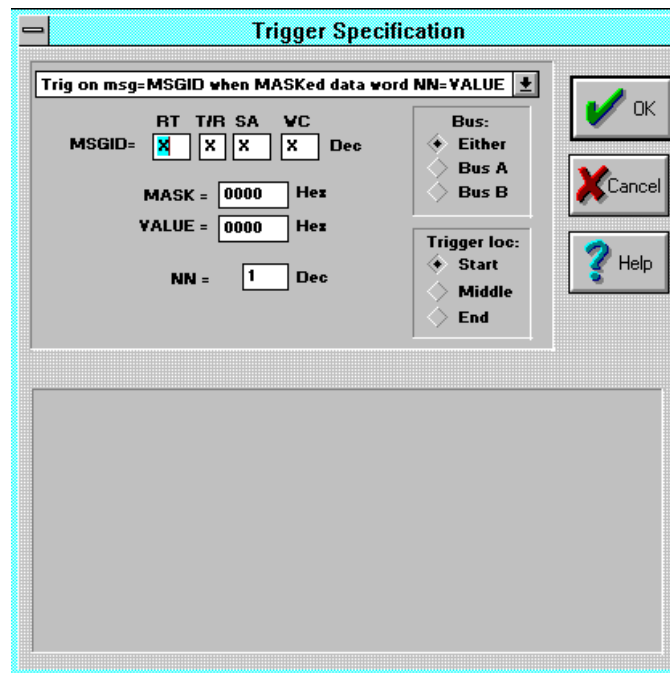 Trigger Specification
Trig on msg=MSGID when MASKed data word NN=VALUE
RT T/R SA WC
MSGID= X X X X Dec
MASK = 0000 Hex
VALUE = 0000 Hex
NN = 1 Dec
Bus:
Either
Bus A
Bus B
Trigger loc:
Start
Middle
End
OK
Cancel
Help